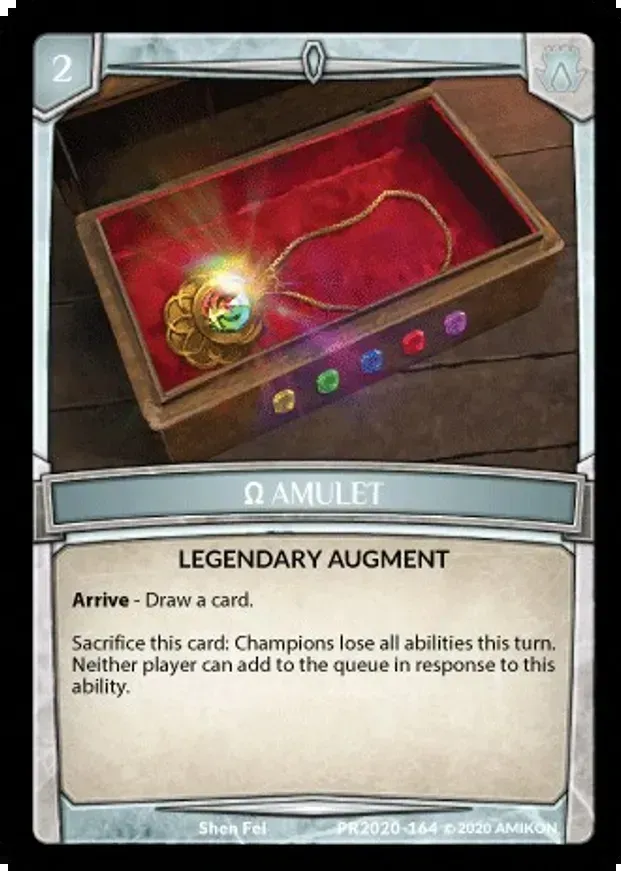 2
Ω AMULET
LEGENDARY AUGMENT
Arrive - Draw a card.
Sacrifice this card: Champions lose all abilities this turn.
Neither player can add to the queue in response to this
ability.
Shen Fei PR2020-164 © 2020 AMIKON